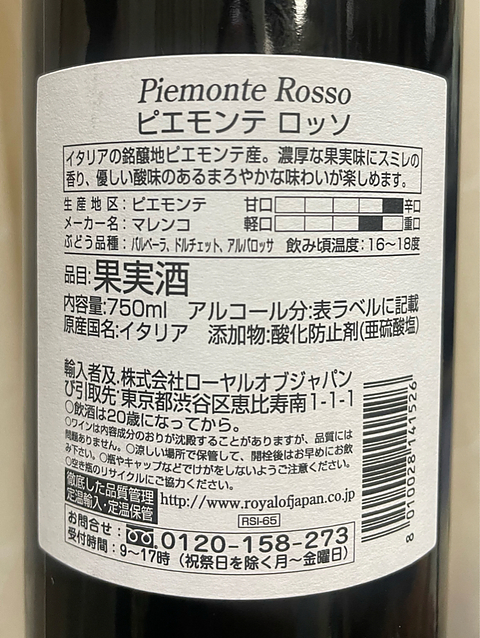 Piemonte Rosso
ピエモンテ ロッソ
イタリアの銘醸地ピエモンテ産。濃厚な果実味にスミレの
香り、優しい酸味のあるまろやかな味わいが楽しめます。
生産地区:ピエモンテ 甘口 辛口
メーカー名:マレンコ 軽口 重口
ぶどう品種:バルベーラ、ドルチェット、アルバロッサ 飲み頃温度:16~18度
品目:果実酒
内容量:750ml アルコール分:表ラベルに記載
原産国名:イタリア 添加物:酸化防止剤(亜硫酸塩)
輸入者及.株式会社ローヤルオブジャパン
び引取先・東京都渋谷区恵比寿南1-1-1
○飲酒は20歳になってから。
○ワインは内容成分のおりが沈殿することがありますが、品質には
問題ありません。○涼しい場所で保管して、開栓後はお早めにお飲
み下さい。○瓶やキャップなどでけがをしないようご注意ください。
○空き瓶のリサイクルにご協力ください。
徹底した品質管理
定温輸入・定温保管 http://www.royalofjapan.co.jp
RSI-65
お問合せ: 0120-158-273
受付時間:9~17時(祝祭日を除く月~金曜日)
8 010028 141526